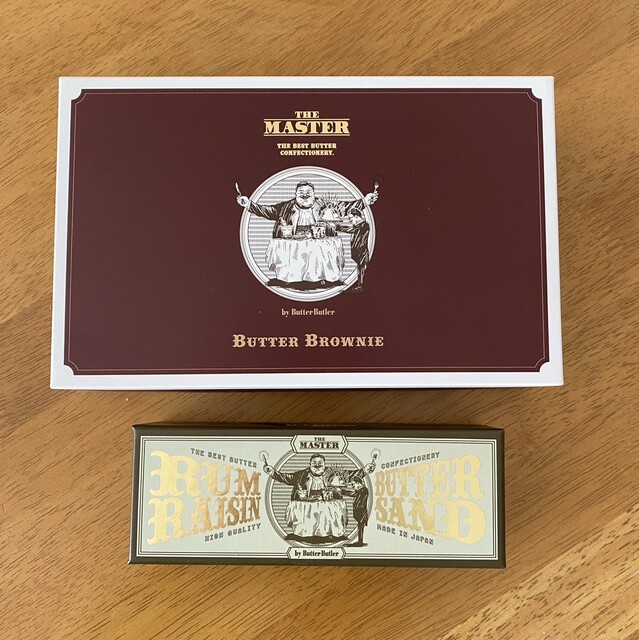 THE
MASTER
THE BEST BUTTER
CONFECTIONERY.
by ButterButler
BUTTER BROWNIE
THE
MASTER
THE BEST BUTTER
CONFECTIONERY
RUM
RAISIN
BUTTER
SAND
HIGH QUALITY
MADE IN JAPAN
by ButterButler